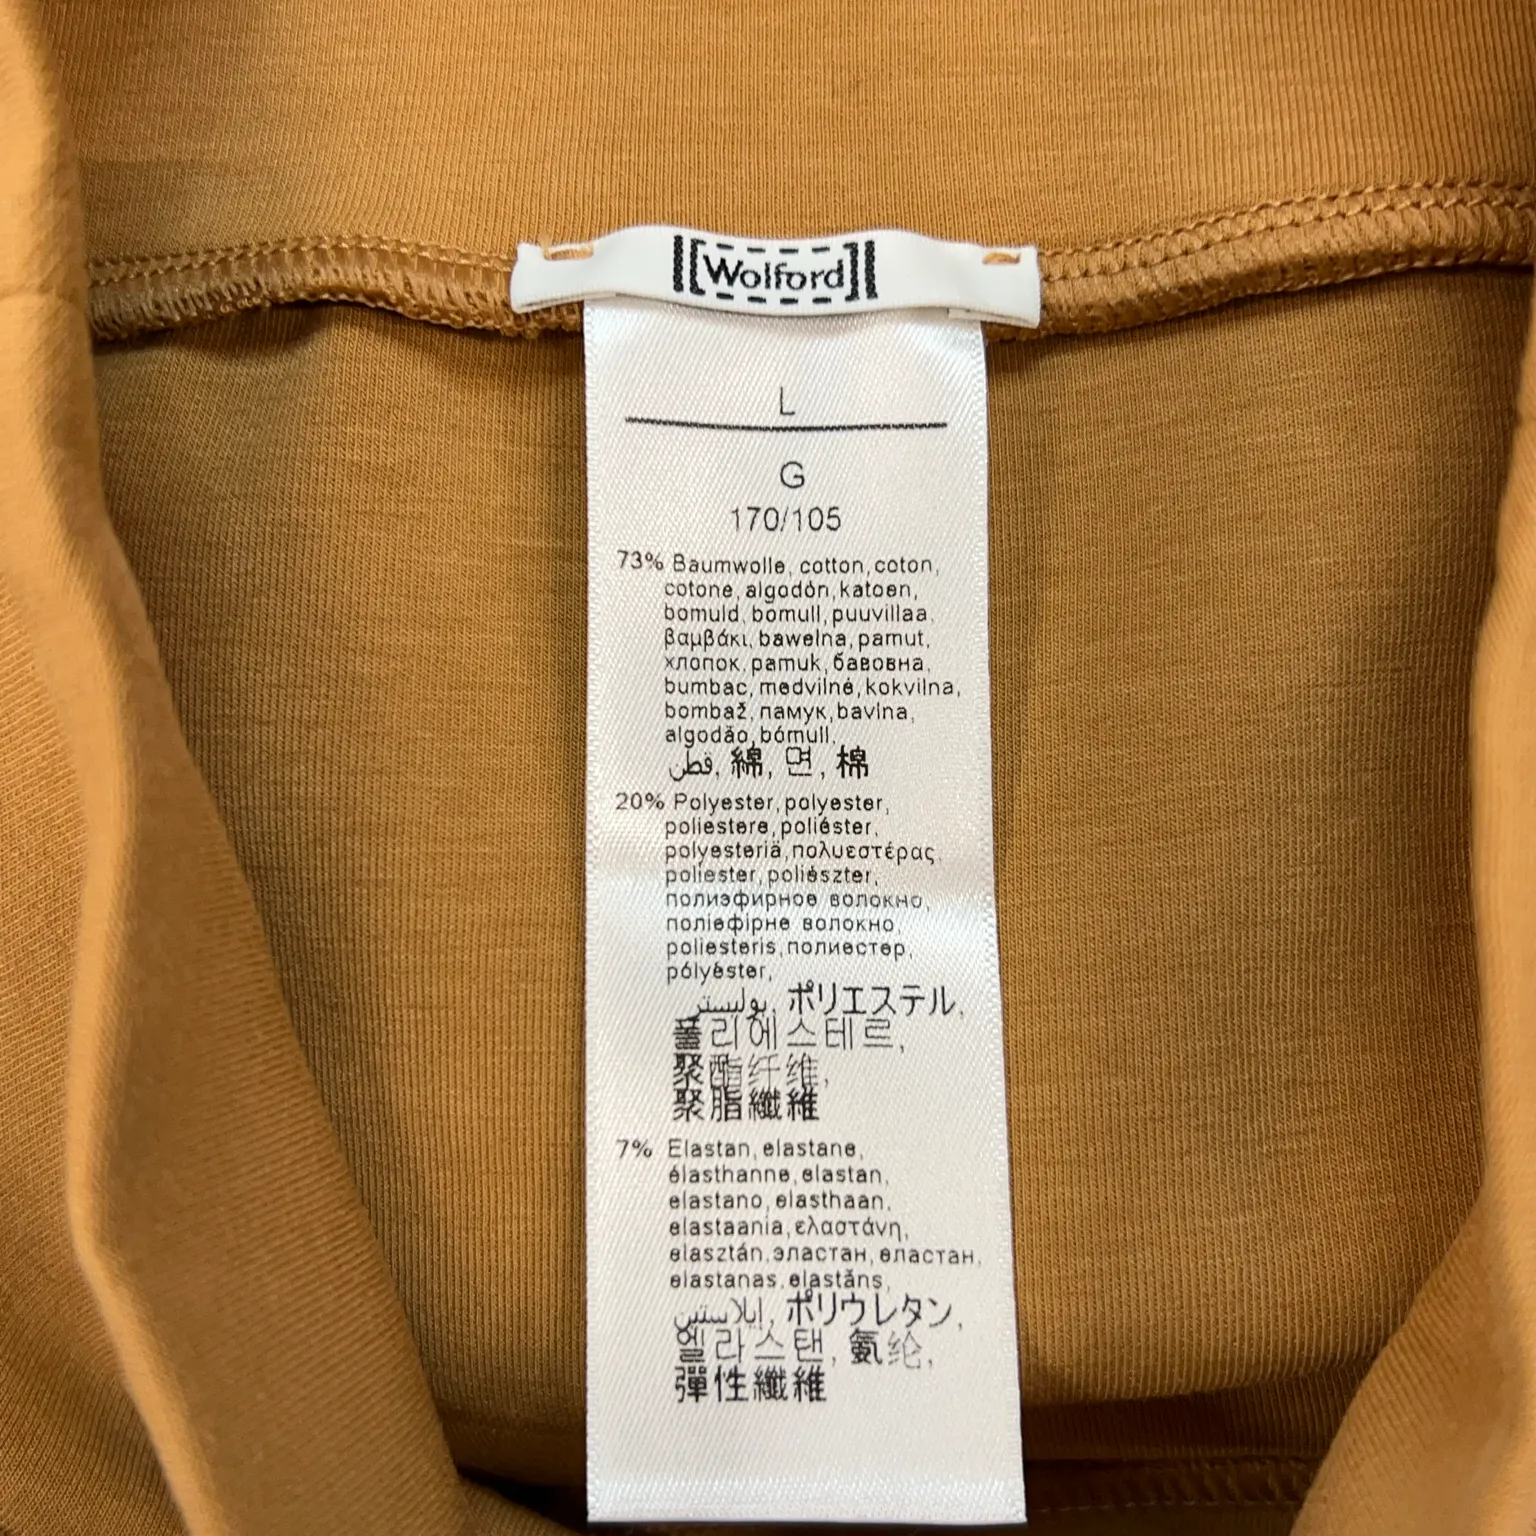 Wolford
L
G
170/105
73% Baumwolle, cotton, coton,
cotone, algodón, katoen,
bomuld, bomull, puuvillaa,
βαμβάκι, bawełna, pamut,
хлопок, pamuk, бавовна,
bumbac, medvilnė, kokvilna,
bombaž, памук, bavlna,
algodão, bómull,
قطن, 綿, 면, 棉
20% Polyester, polyester,
poliestere, poliéster,
polyesteriä, πολυεστέρας,
poliester, poliészter,
полиэфирное волокно,
поліефірне волокно,
poliesteris, полиестер,
pólýester,
بوليستر, ポリエステル,
폴리에스테르,
聚酯纤维,
聚脂纖維
7% Elastan, elastane,
élasthanne, elastan,
elastano, elasthaan,
elastaania, ελαστάνη,
elasztán, эластан, еластан,
elastanas, elastāns,
إيلاستين, ポリウレタン,
엘라스탄, 氨纶,
彈性纖維